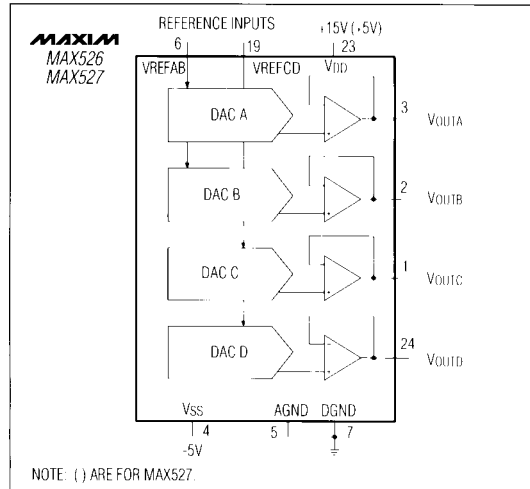 REFERENCE INPUTS
+15V (+5V)
MAXIM
MAX526
MAX527
6
19
23
VREFAB
VREFCD
VDD
DAC A
3
VOUTA
DAC B
2
VOUTB
DAC C
1
VOUTC
DAC D
24
VOUTD
VSS
AGND
DGND
4
5
7
-5V
NOTE: ( ) ARE FOR MAX527.